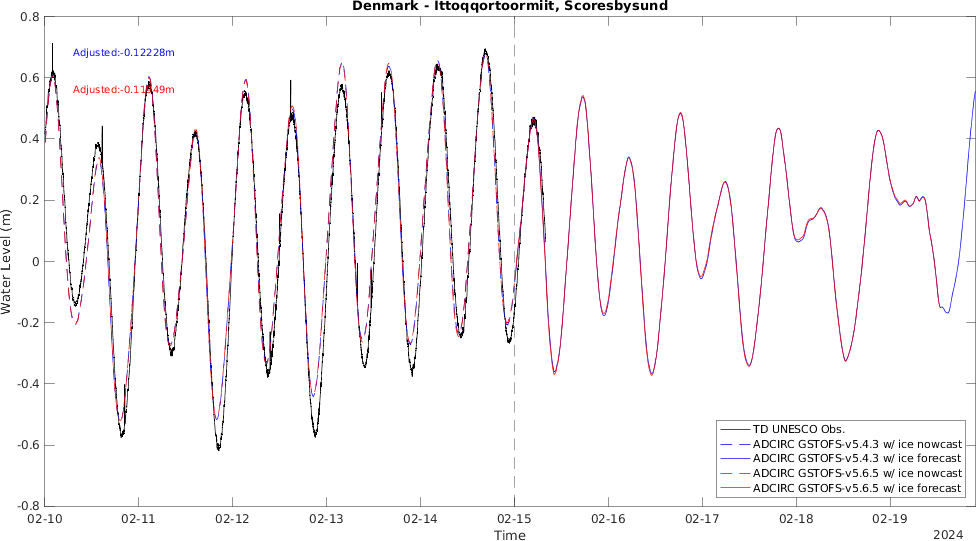 Denmark - Ittoqqortoormiit, Scoresbysund
0.8
0.6
0.4
0.2
0
-0.2
-0.4
-0.6
-0.8
Water Level (m)
Adjusted:-0.12228m
TD UNESCO Obs.
ADCIRC GSTOFS-v5.4.3 w/ ice nowcast
ADCIRC GSTOFS-v5.4.3 w/ ice forecast
ADCIRC GSTOFS-v5.6.5 w/ ice nowcast
ADCIRC GSTOFS-v5.6.5 w/ ice forecast
02-10 02-11 02-12 02-13 02-14 02-15 02-16 02-17 02-18 02-19
Time
2024